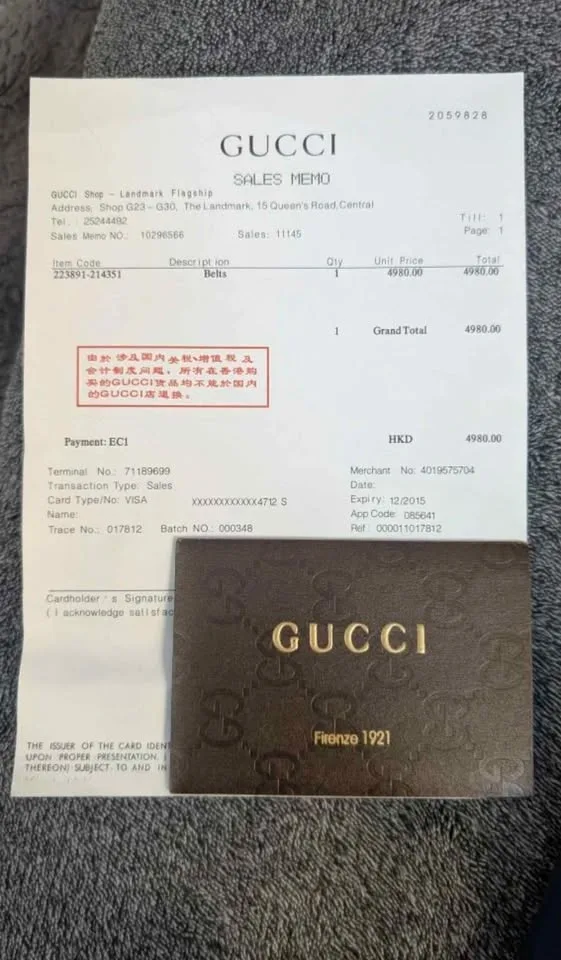 2059828
GUCCI
SALES MEMO
GUCCI Shop - Landmark Flagship
Address: Shop G23-G30, The Landmark, 15 Queen's Road, Central
Tel. : 25244492 Till: 1
Sales Memo NO.: 10296566 Sales: 11145 Page: 1
Item Code Description Qty Unit Price Total
223891-214351 Belts 1 4980.00 4980.00
1 Grand Total 4980.00
由於涉及国内关税、增值税及
会计制度问题，所有在香港购
买的GUCCI货品均不能於国内
的GUCCI店退换。
Payment: EC1 HKD 4980.00
Terminal No.: 71189699 Merchant No: 4019575704
Transaction Type: Sales Date:
Card Type/No: VISA XXXXXXXXXXXX4712 S Expiry: 12/2015
Name: App Code: 085641
Trace No.: 017812 Batch NO.: 000348 Ref: 000011017812
Cardholder's Signature
( I acknowledge
GUCCI
Firenze 1921
THE ISSUER OF THE CARD
UPON PROPER PRESENTATION.
THEREON) SUBJECT TO AND IN